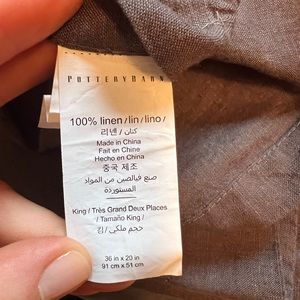 POTTERY BARN
100% linen / lin / lino /
리넨 / كتان /
Made in China
Fait en Chine
Hecho en China
중국 제조
صنع في الصين من المواد
المستوردة
King / Très Grand Deux Places
/ Tamaño King /
حجم ملكي / 킹
36 in x 20 in
91 cm x 51 cm